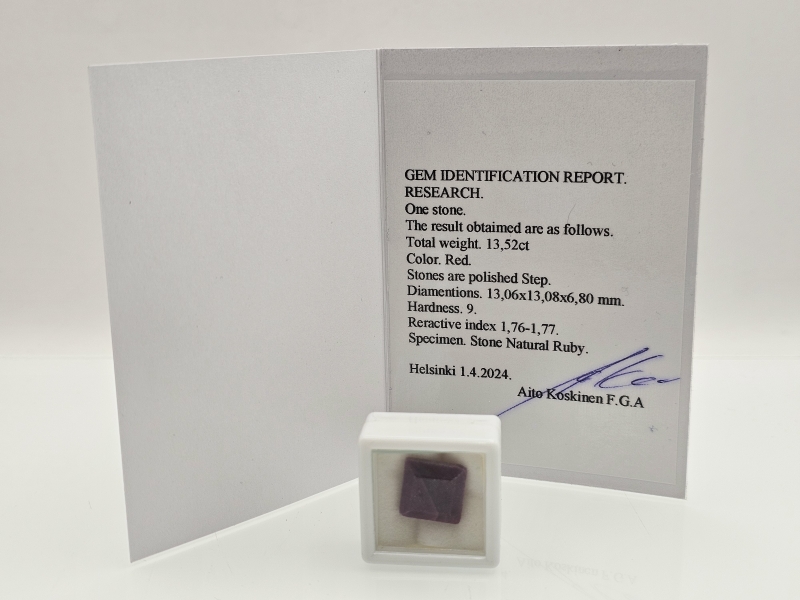 GEM IDENTIFICATION REPORT.
RESEARCH.
One stone.
The result obtaimed are as follows.
Total weight. 13,52ct
Color. Red.
Stones are polished Step.
Diamentions. 13,06x13,08x6,80 mm.
Hardness. 9.
Reractive index 1,76-1,77.
Specimen. Stone Natural Ruby.
Helsinki 1.4.2024.
Aito Koskinen F.G.A